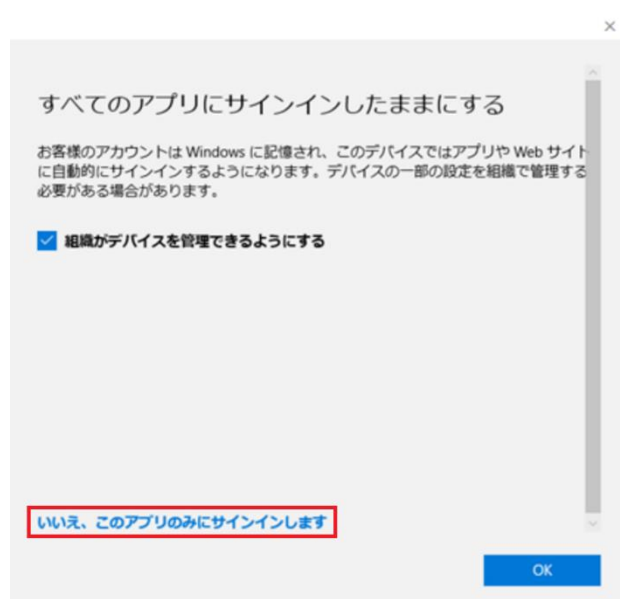 すべてのアプリにサインインしたままにする
お客様のアカウントは Windows に記憶され、このデバイスではアプリや Web サイト
に自動的にサインインするようになります。デバイスの一部の設定を組織で管理する
必要がある場合があります。
組織がデバイスを管理できるようにする
いいえ、このアプリのみにサインインします
OK